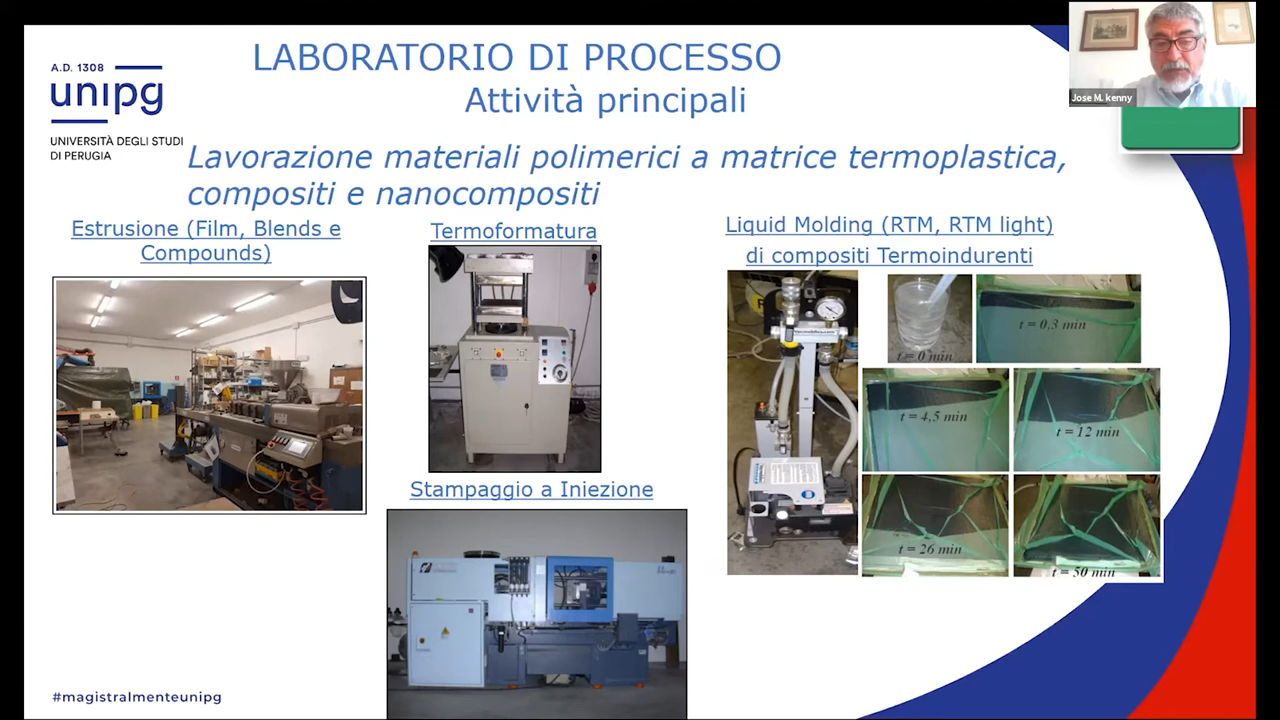 LABORATORIO DI PROCESSO
Attività principali
A.D. 1308
unipg
UNIVERSITÀ DEGLI STUDI
DI PERUGIA
Jose M. kenny
Lavorazione materiali polimerici a matrice termoplastica,
compositi e nanocompositi
Estrusione (Film, Blends e
Compounds)
Termoformatura
Stampaggio a Iniezione
Liquid Molding (RTM, RTM light)
di compositi Termoindurenti
t = 0 min
t = 0,3 min
t = 4,5 min
t = 12 min
t = 26 min
t = 50 min
#magistralmenteunipg